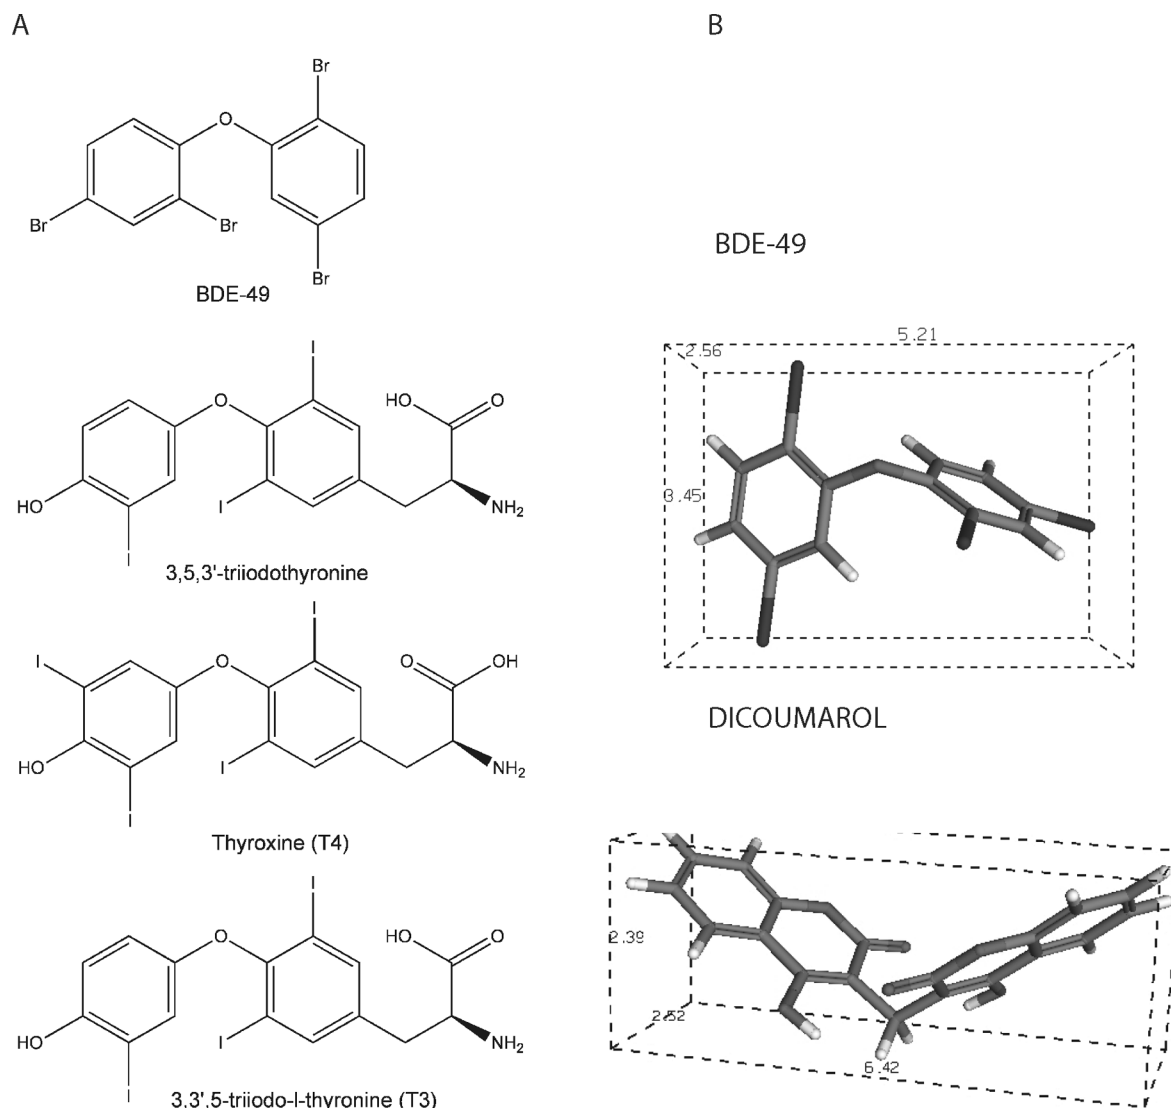 A
B
Br
O
Br
Br
Br
BDE-49
I
O
HO
O
HO
I
I
NH2
3,5,3'-triiodothyronine
I
I
O
O
OH
HO
I
I
NH2
Thyroxine (T4)
I
O
HO
O
HO
I
I
NH2
3,3',5-triiodo-l-thyronine (T3)
BDE-49
5.21
2.56
3.45
DICOUMAROL
2.39
2.52
6.42